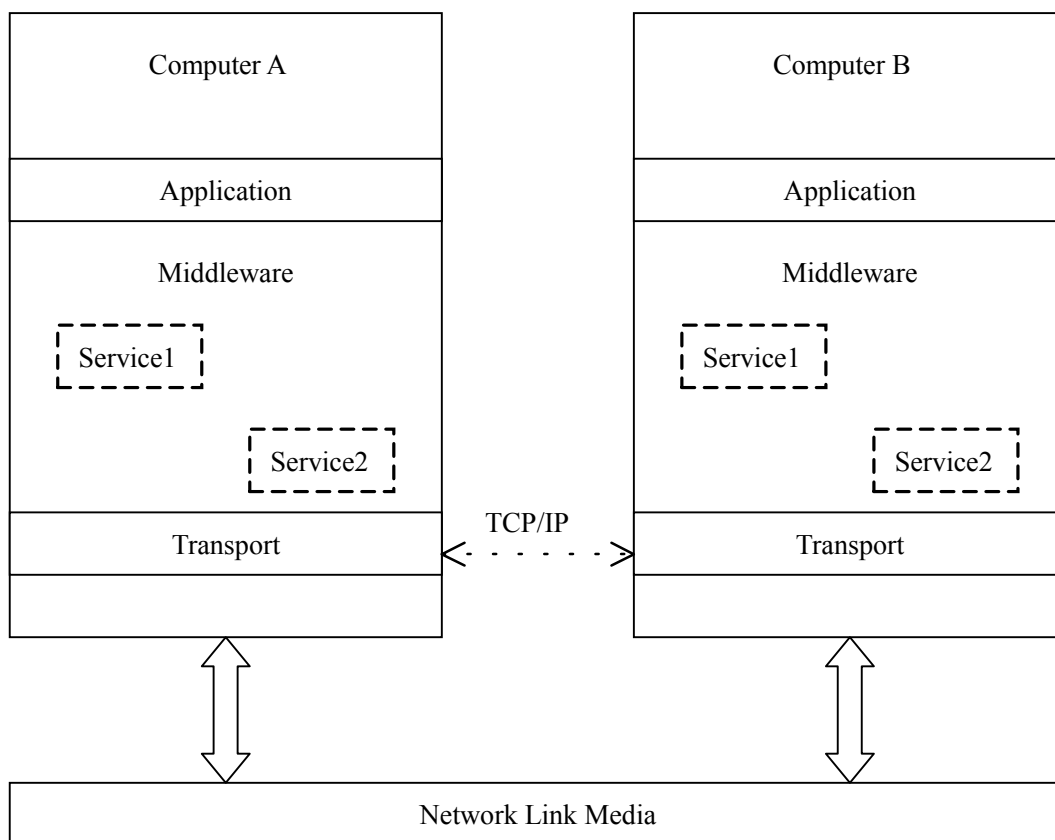 Computer A
Computer B
Application
Application
Middleware
Middleware
Service1
Service1
Service2
Service2
TCP/IP
Transport
Transport
Network Link Media